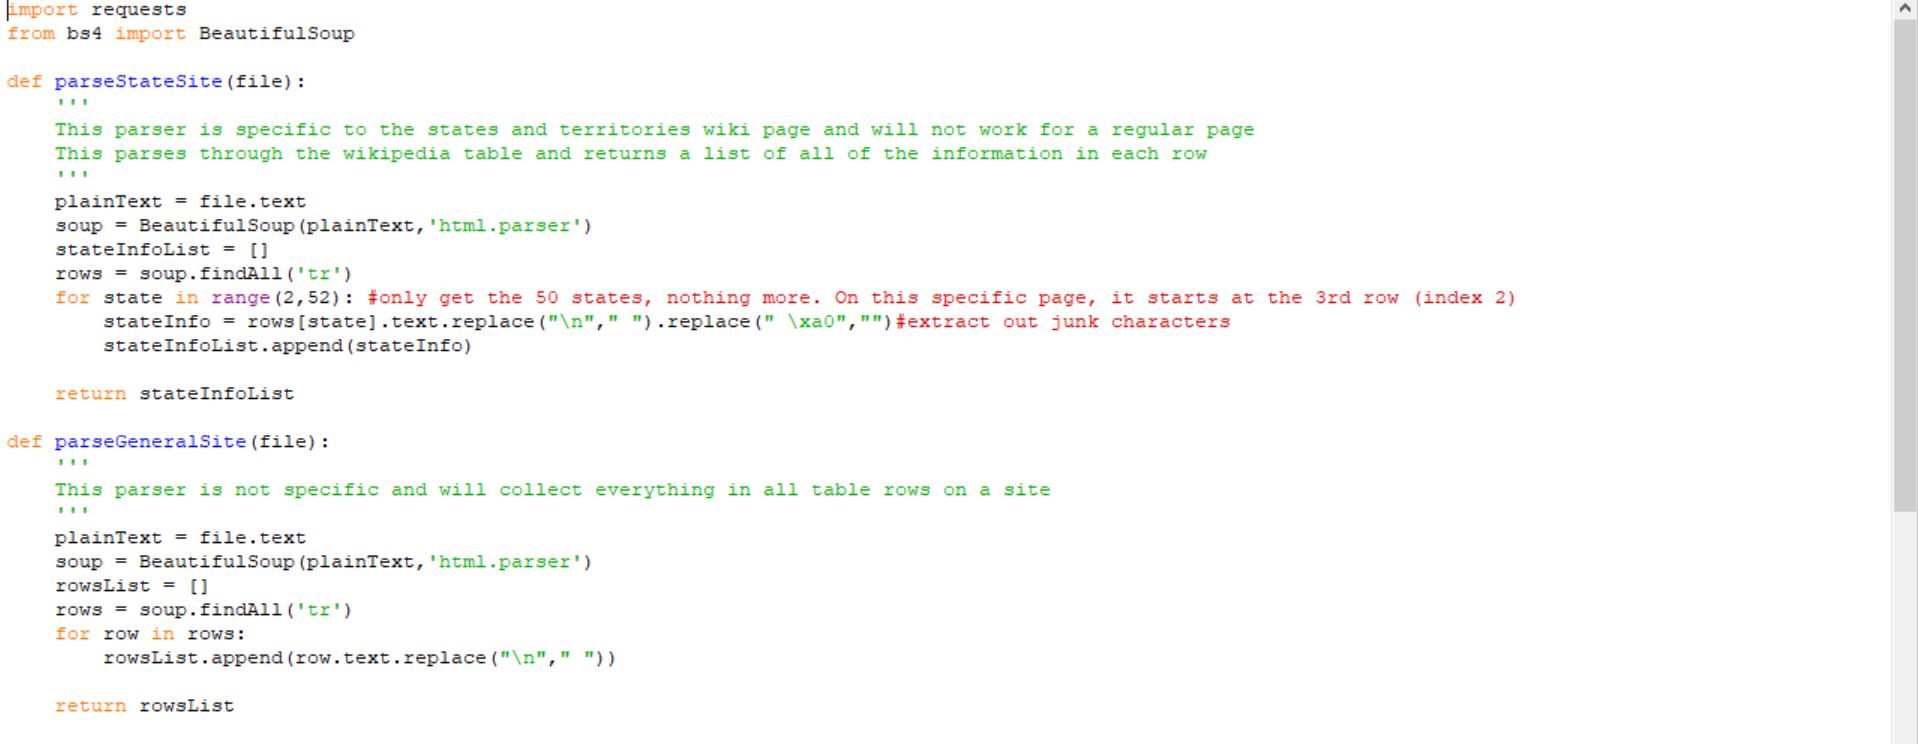 import requests
from bs4 import BeautifulSoup

def parseStateSite(file):
    '''
    This parser is specific to the states and territories wiki page and will not work for a regular page
    This parses through the wikipedia table and returns a list of all of the information in each row
    '''
    plainText = file.text
    soup = BeautifulSoup(plainText,'html.parser')
    stateInfoList = []
    rows = soup.findAll('tr')
    for state in range(2,52): #only get the 50 states, nothing more. On this specific page, it starts at the 3rd row (index 2)
        stateInfo = rows[state].text.replace("\n"," ").replace(" \xa0","")#extract out junk characters
        stateInfoList.append(stateInfo)

    return stateInfoList

def parseGeneralSite(file):
    '''
    This parser is not specific and will collect everything in all table rows on a site
    '''
    plainText = file.text
    soup = BeautifulSoup(plainText,'html.parser')
    rowsList = []
    rows = soup.findAll('tr')
    for row in rows:
        rowsList.append(row.text.replace("\n"," "))

    return rowsList